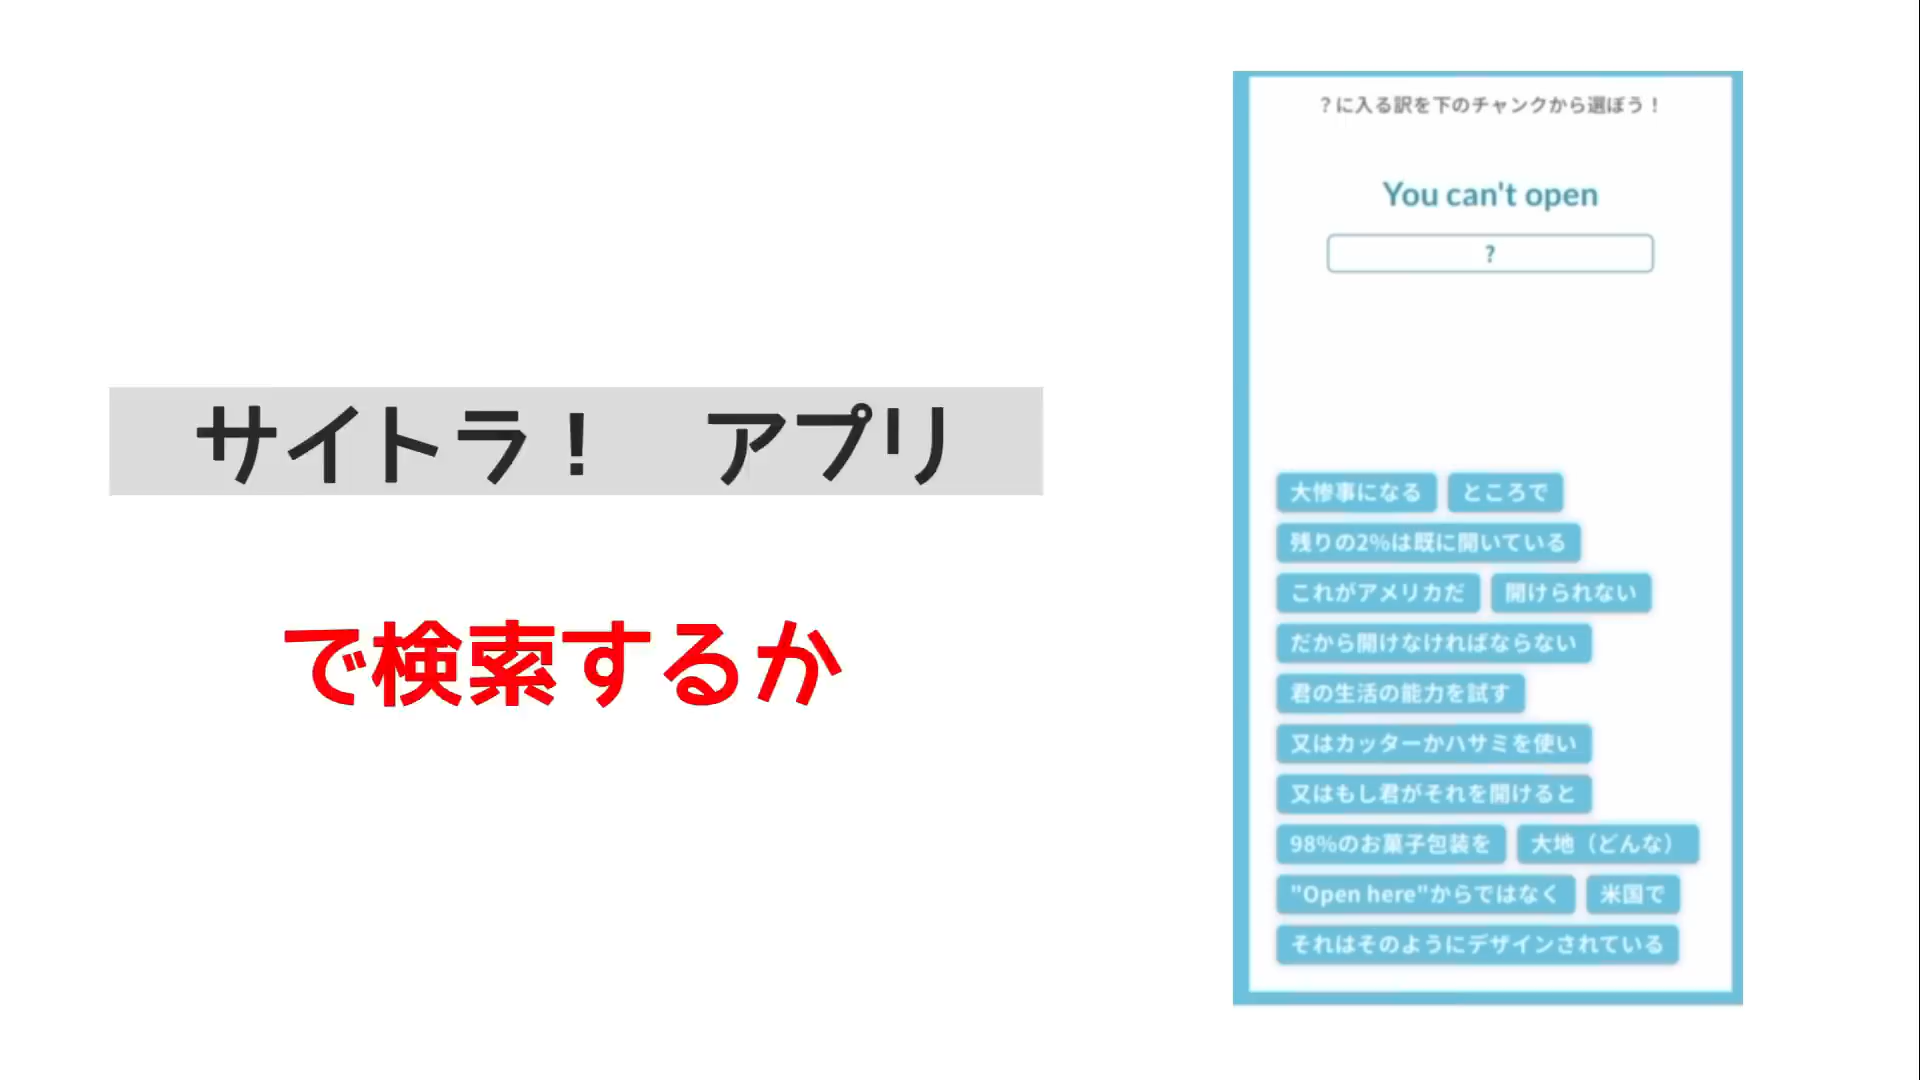 サイトラ！　アプリ
で検索するか
？に入る訳を下のチャンクから選ぼう！
You can't open
?
大惨事になる ところで
残りの2%は既に開いている
これがアメリカだ 開けられない
だから開けなければならない
君の生活の能力を試す
又はカッターかハサミを使い
又はもし君がそれを開けると
98%のお菓子包装を 大地（どんな）
"Open here"からではなく 米国で
それはそのようにデザインされている